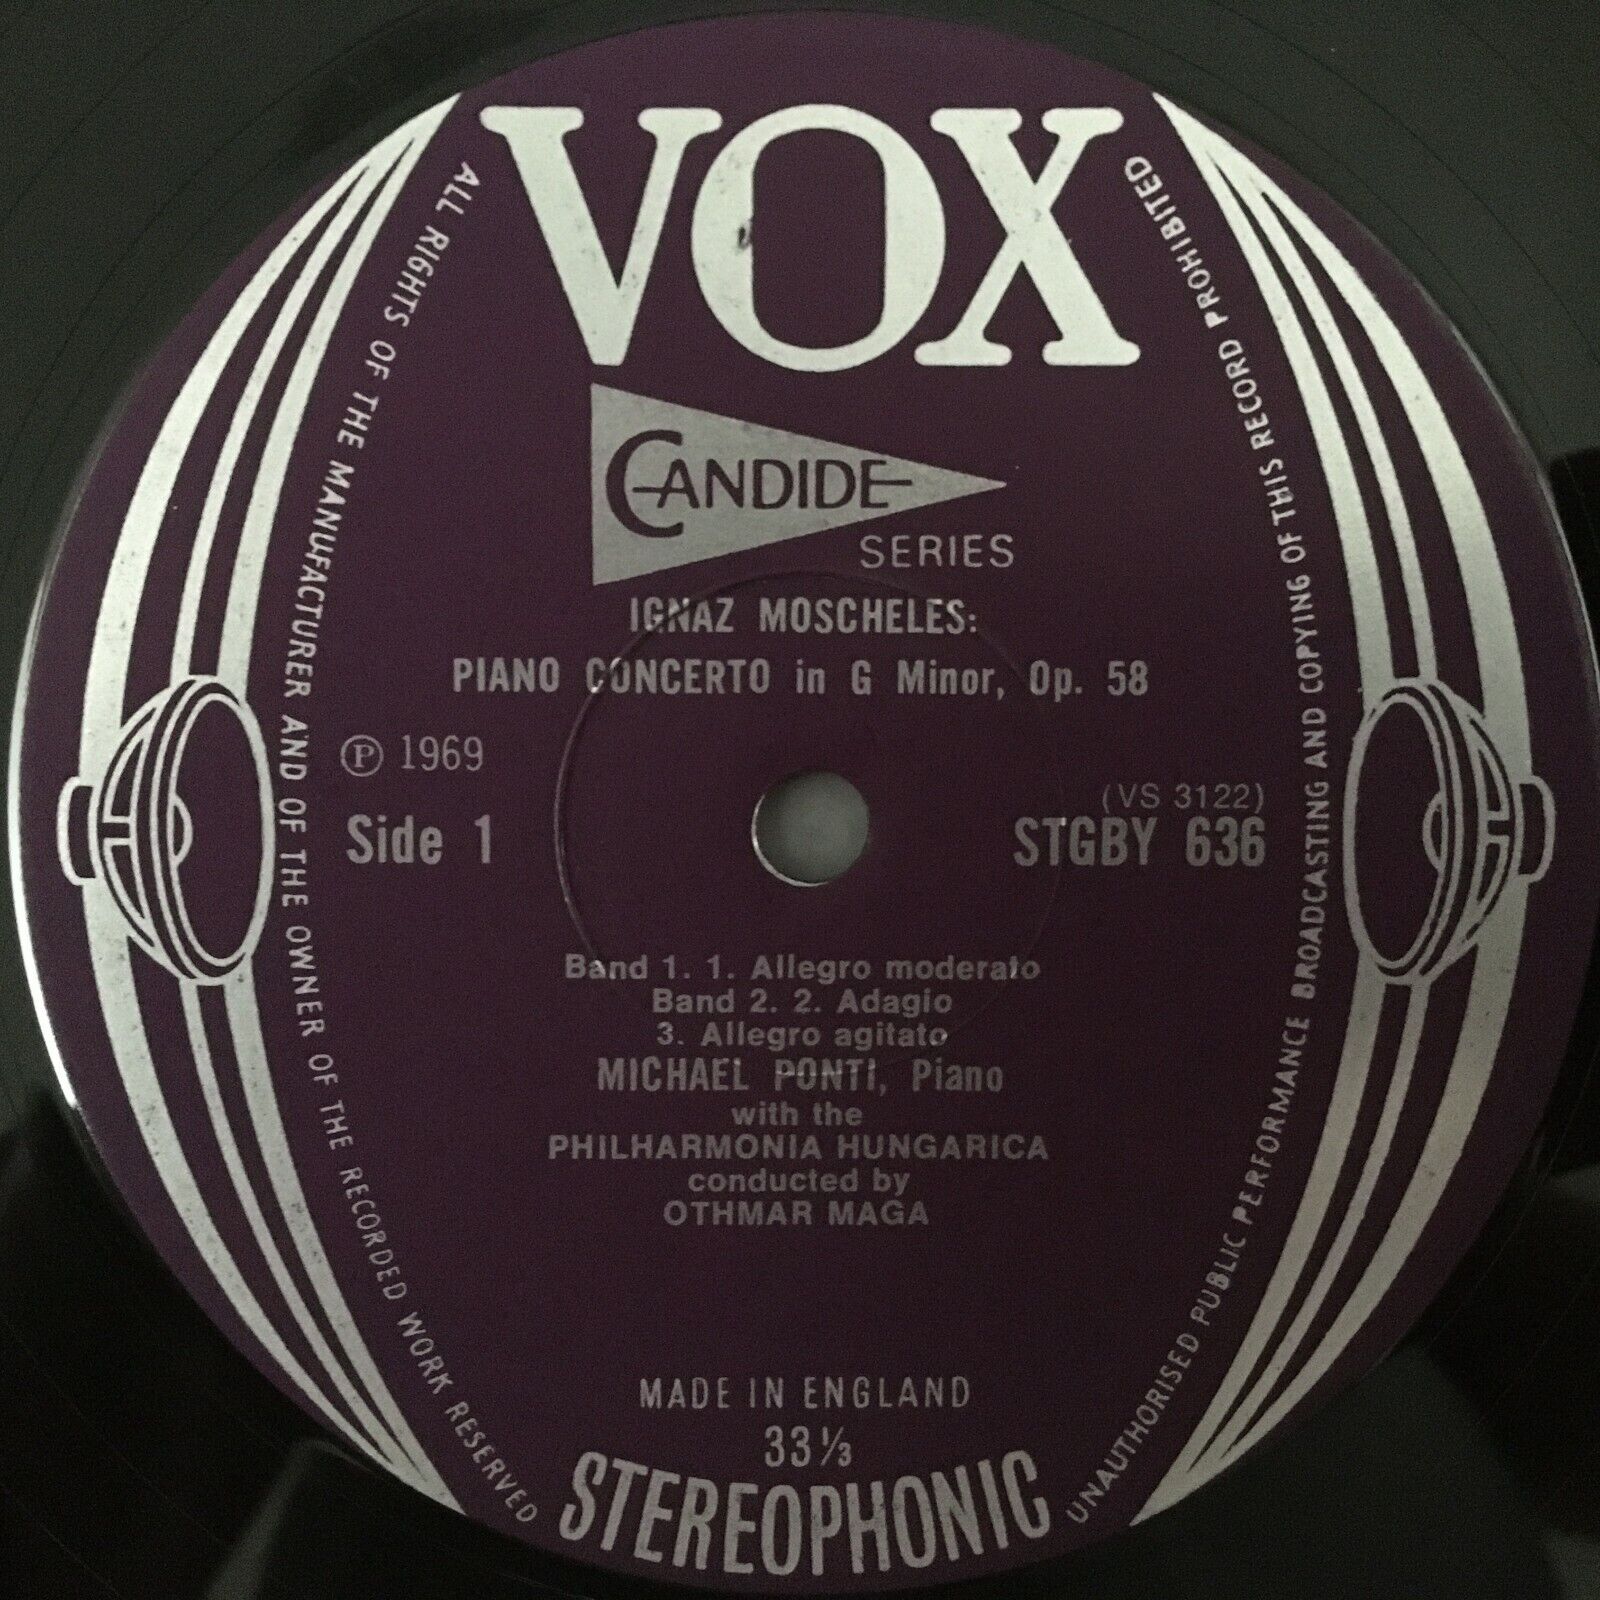 VOX
CANDIDE
SERIES
IGNAZ MOSCHELES:
PIANO CONCERTO in G Minor, Op. 58
Ⓟ 1969
Side 1
(VS 3122)
STGBY 636
Band 1. 1. Allegro moderato
Band 2. 2. Adagio
3. Allegro agitato
MICHAEL PONTI, Piano
with the
PHILHARMONIA HUNGARICA
conducted by
OTHMAR MAGA
MADE IN ENGLAND
33⅓
STEREOPHONIC
ALL RIGHTS OF THE MANUFACTURER AND OF THE OWNER OF THE RECORDED WORK RESERVED
UNAUTHORISED PUBLIC PERFORMANCE BROADCASTING AND COPYING OF THIS RECORD PROHIBITED